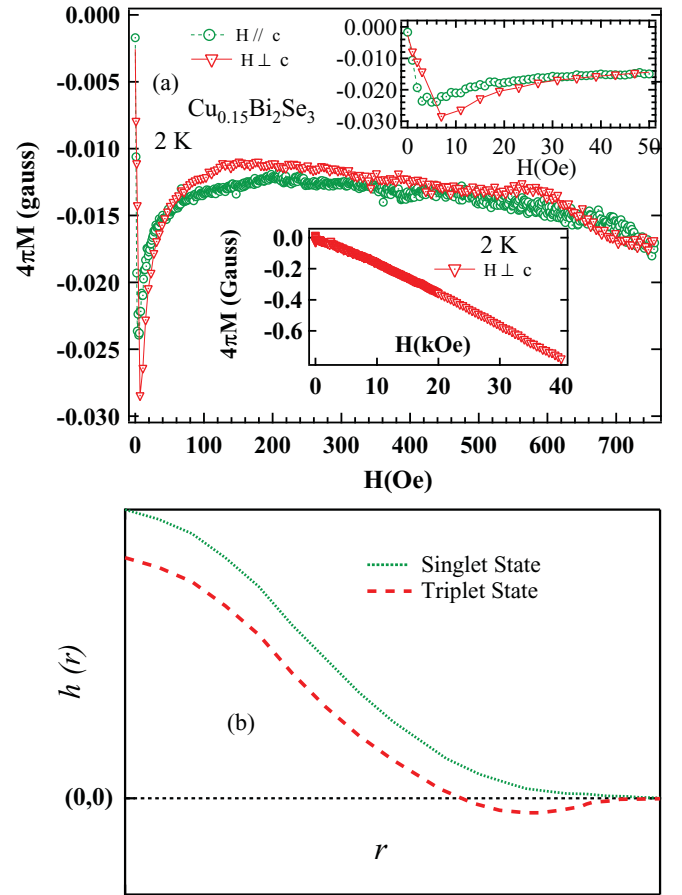 0.000
-0.005
-0.010
-0.015
-0.020
-0.025
-0.030
4πM (gauss)
H // c
H ⊥ c
(a)
Cu0.15Bi2Se3
2 K
0.000
-0.010
-0.020
-0.030
0 10 20 30 40 50
H(Oe)
0.0
-0.2
-0.4
-0.6
4πM (Gauss)
2 K
H ⊥ c
H(kOe)
0 10 20 30 40
0 100 200 300 400 500 600 700
H(Oe)
Singlet State
Triplet State
h (r)
(b)
(0,0)
r